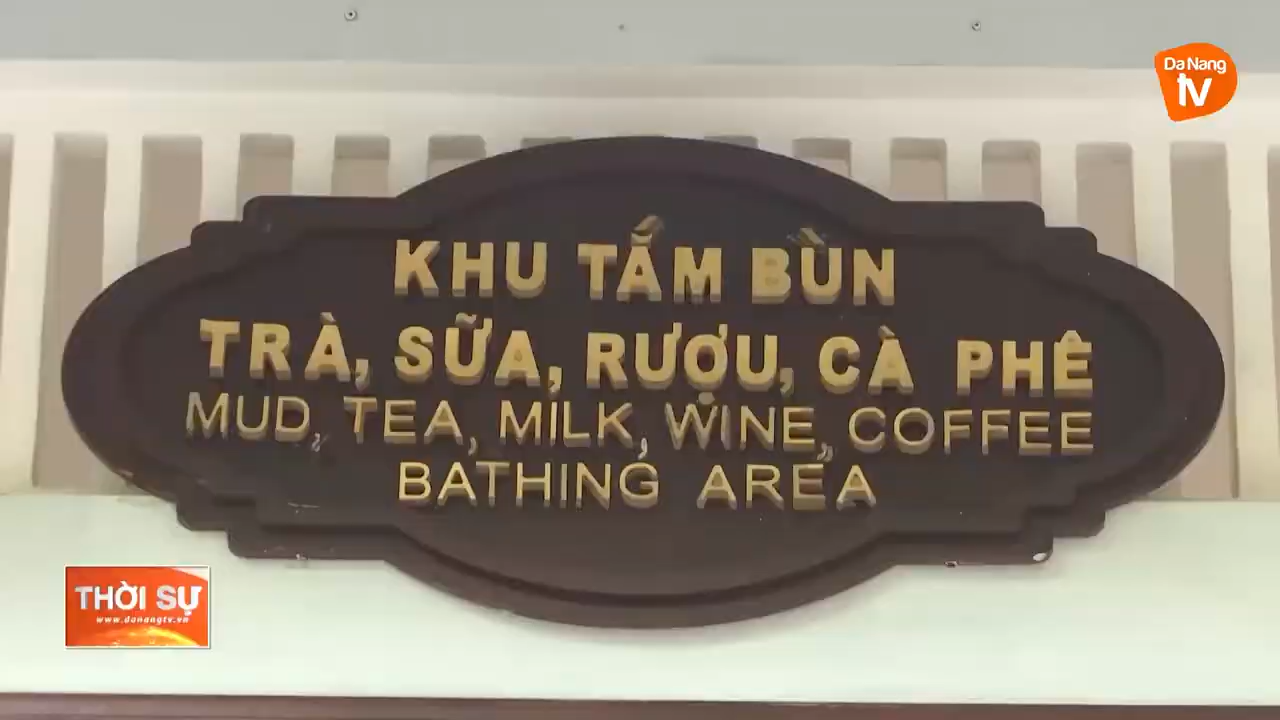 Da Nang
tv
KHU TẮM BÙN
TRÀ, SỮA, RƯỢU, CÀ PHÊ
MUD, TEA, MILK, WINE, COFFEE
BATHING AREA
THỜI SỰ
www.danangtv.vn